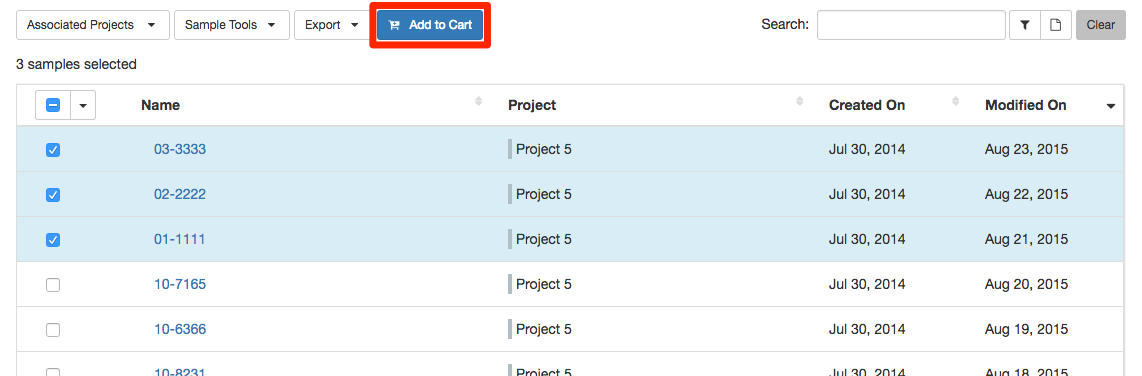 Associated Projects Sample Tools Export Add to Cart Search: Clear
3 samples selected
Name Project Created On Modified On
03-3333 Project 5 Jul 30, 2014 Aug 23, 2015
02-2222 Project 5 Jul 30, 2014 Aug 22, 2015
01-1111 Project 5 Jul 30, 2014 Aug 21, 2015
10-7165 Project 5 Jul 30, 2014 Aug 20, 2015
10-6366 Project 5 Jul 30, 2014 Aug 19, 2015
10-8231 Project 5 Jul 30, 2014 Aug 18, 2015